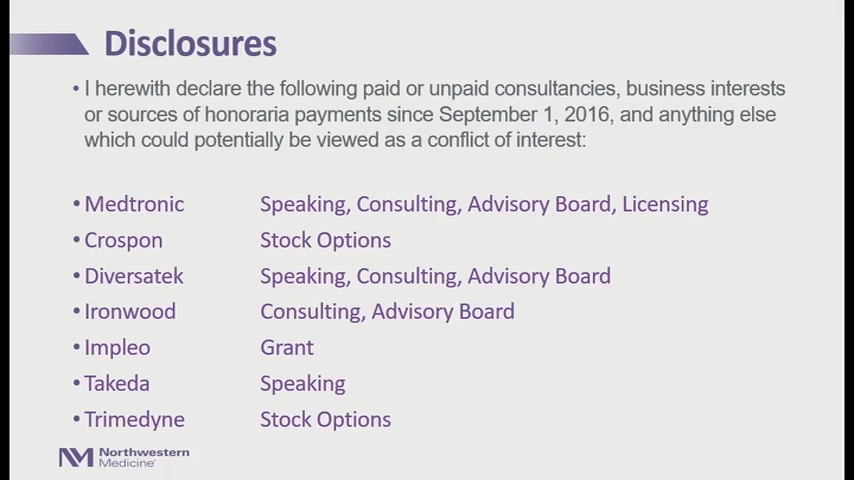 Disclosures
• I herewith declare the following paid or unpaid consultancies, business interests
or sources of honoraria payments since September 1, 2016, and anything else
which could potentially be viewed as a conflict of interest:
• Medtronic Speaking, Consulting, Advisory Board, Licensing
• Crospon Stock Options
• Diversatek Speaking, Consulting, Advisory Board
• Ironwood Consulting, Advisory Board
• Impleo Grant
• Takeda Speaking
• Trimedyne Stock Options
NM Northwestern
Medicine